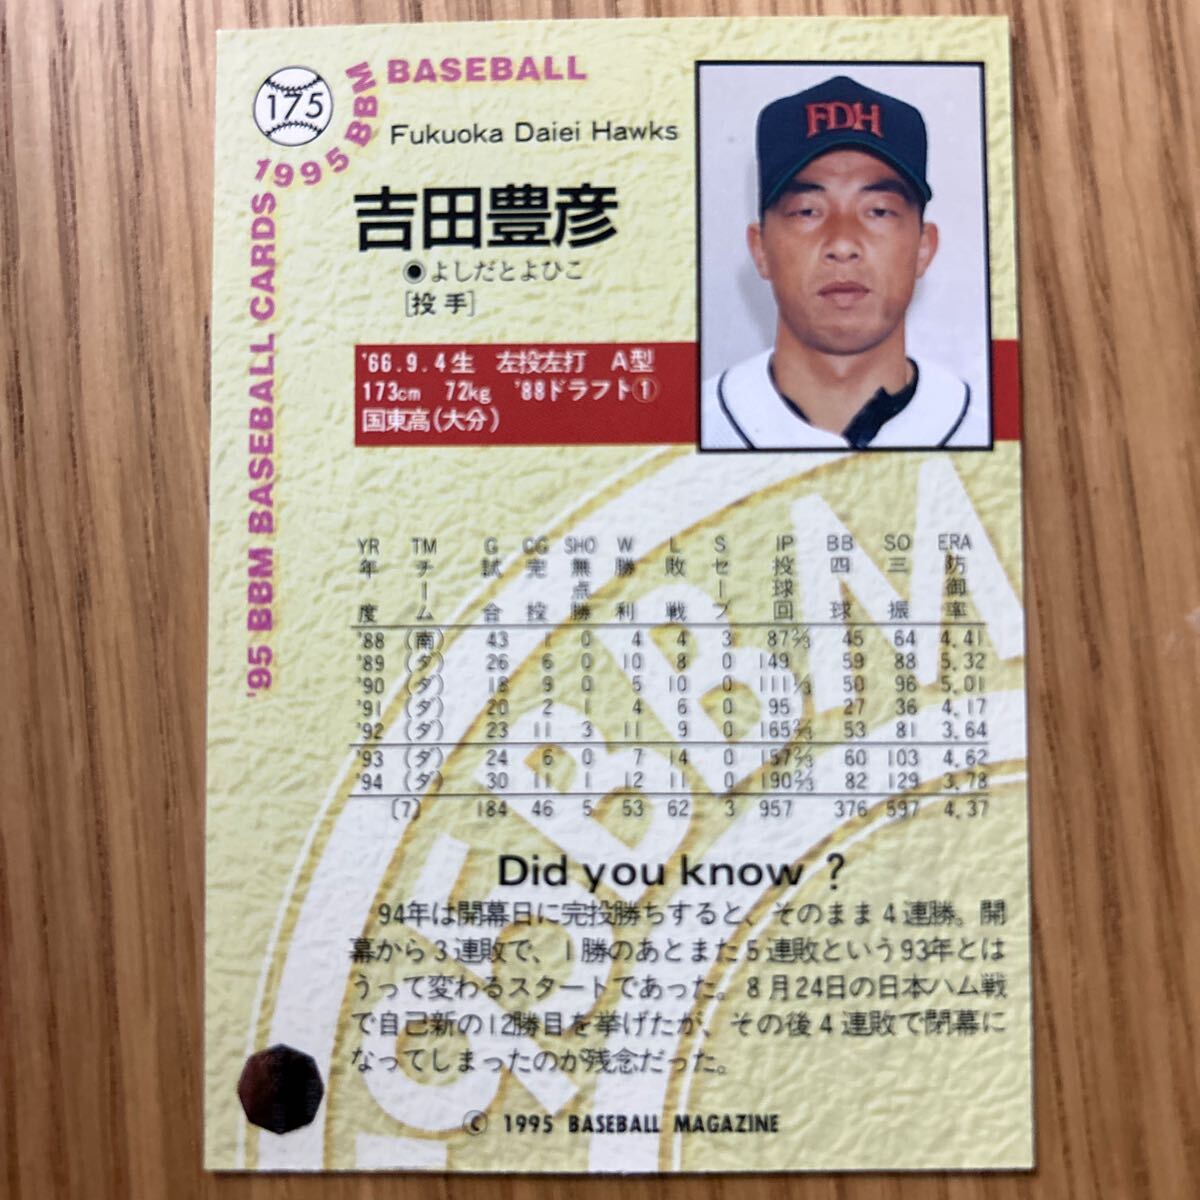 175
1995 BBM BASEBALL
'95 BBM BASEBALL CARDS
Fukuoka Daiei Hawks
吉田豊彦
◉よしだとよひこ
[投手]
FDH
'66.9.4生 左投左打 A型
173cm 72kg '88ドラフト①
国東高(大分)
YR TM G CG SHO W L S IP BB SO ERA
年度 チーム 試合 完投 無点勝 勝利 敗戦 セーブ 投球回 四球 三振 防御率
'88 (南) 43 1 0 4 4 3 87⅔ 45 64 4.41
'89 (ダ) 26 6 0 10 8 0 149 59 88 5.32
'90 (ダ) 18 9 0 5 10 0 111⅓ 50 96 5.01
'91 (ダ) 20 2 1 4 6 0 95 27 36 4.17
'92 (ダ) 23 11 3 11 9 0 165⅔ 53 81 3.64
'93 (ダ) 24 6 0 7 14 0 157⅔ 60 103 4.62
'94 (ダ) 30 11 1 12 11 0 190⅔ 82 129 3.78
(7) 184 46 5 53 62 3 957 376 597 4.37
Did you know ?
94年は開幕日に完投勝ちすると、そのまま4連勝。開
幕から3連敗で、1勝のあとまた5連敗という93年とは
うって変わるスタートであった。8月24日の日本ハム戦
で自己新の12勝目を挙げたが、その後4連敗で閉幕に
なってしまったのが残念だった。
© 1995 BASEBALL MAGAZINE